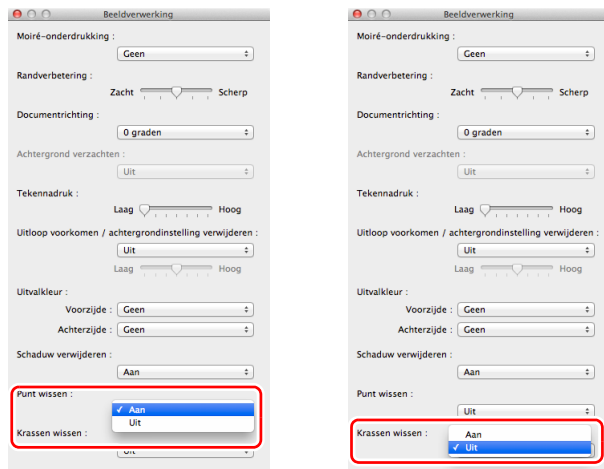 Beeldverwerking
Moiré-onderdrukking :
Geen
Randverbetering :
Zacht Scherp
Documentrichting :
0 graden
Achtergrond verzachten :
Uit
Tekennadruk :
Laag Hoog
Uitloop voorkomen / achtergrondinstelling verwijderen :
Uit
Laag Hoog
Uitvalkleur :
Voorzijde : Geen
Achterzijde : Geen
Schaduw verwijderen :
Aan
Punt wissen :
✓ Aan
Uit
Krassen wissen :
Uit
Beeldverwerking
Moiré-onderdrukking :
Geen
Randverbetering :
Zacht Scherp
Documentrichting :
0 graden
Achtergrond verzachten :
Uit
Tekennadruk :
Laag Hoog
Uitloop voorkomen / achtergrondinstelling verwijderen :
Uit
Laag Hoog
Uitvalkleur :
Voorzijde : Geen
Achterzijde : Geen
Schaduw verwijderen :
Aan
Punt wissen :
Uit
Krassen wissen :
Aan
✓ Uit